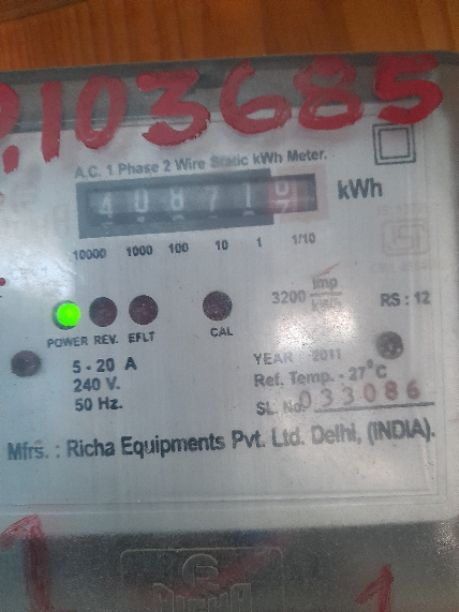 103685
A.C. 1 Phase 2 Wire Static kWh Meter.
40871 kWh
10000 1000 100 10 1 1/10
3200 Imp/kWh RS : 12
POWER REV. EFLT CAL
5 - 20 A
240 V.
50 Hz.
YEAR : 2011
Ref. Temp. - 27°C
SL. No. 033086
Mfrs. : Richa Equipments Pvt. Ltd. Delhi, (INDIA).